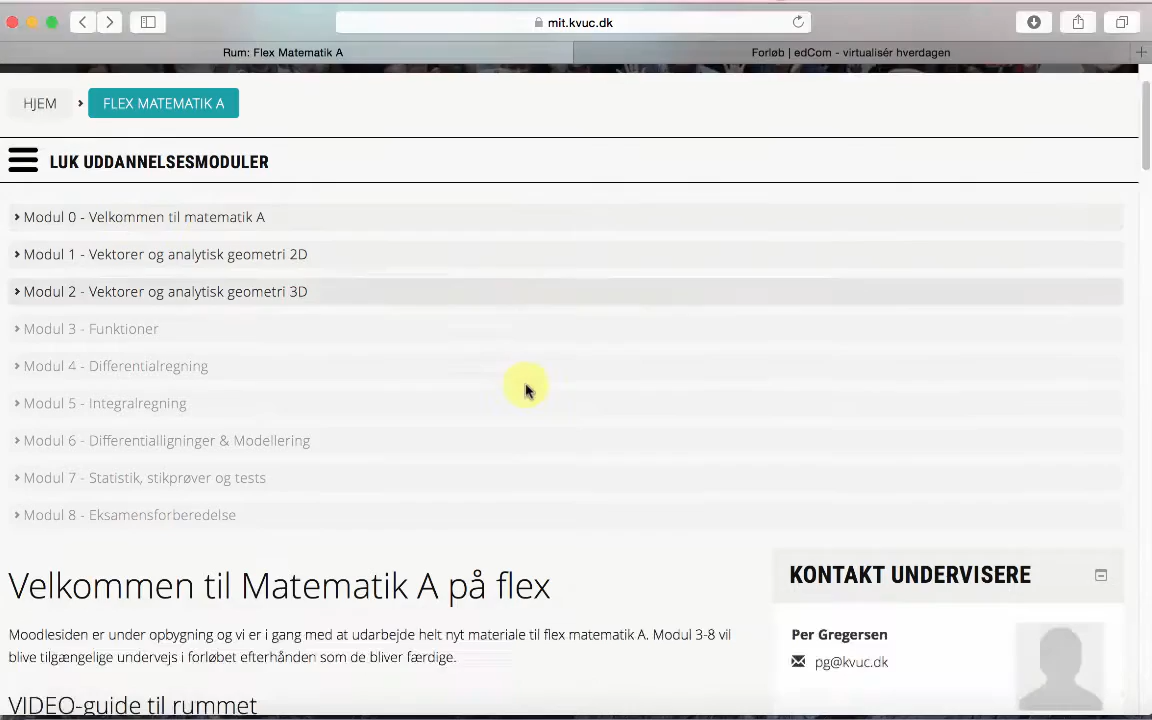 mit.kvuc.dk
Rum: Flex Matematik A
Forløb | edCom - virtualisér hverdagen
HJEM
FLEX MATEMATIK A
LUK UDDANNELSESMODULER
Modul 0 - Velkommen til matematik A
Modul 1 - Vektorer og analytisk geometri 2D
Modul 2 - Vektorer og analytisk geometri 3D
Modul 3 - Funktioner
Modul 4 - Differentialregning
Modul 5 - Integralregning
Modul 6 - Differentialligninger & Modellering
Modul 7 - Statistik, stikprøver og tests
Modul 8 - Eksamensforberedelse
Velkommen til Matematik A på flex
Moodlesiden er under opbygning og vi er i gang med at udarbejde helt nyt materiale til flex matematik A. Modul 3-8 vil
blive tilgængelige undervejs i forløbet efterhånden som de bliver færdige.
VIDEO-guide til rummet
KONTAKT UNDERVISERE
Per Gregersen
pg@kvuc.dk